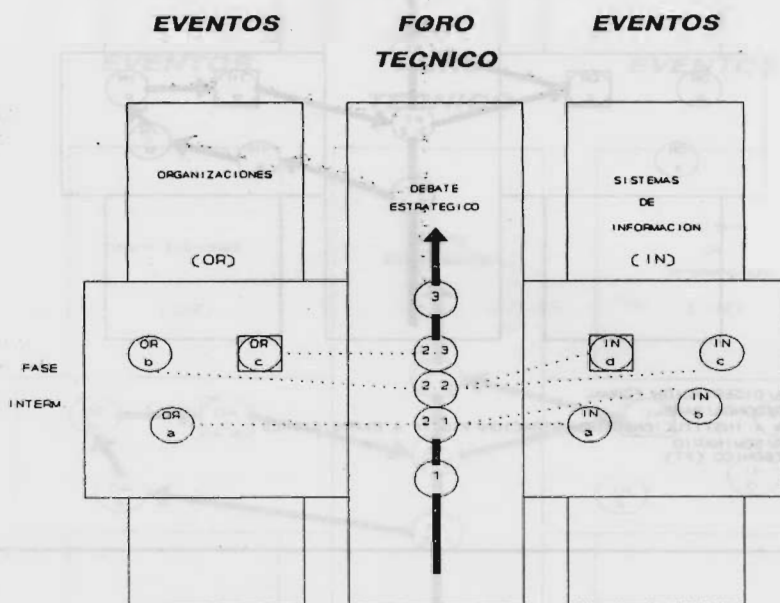 EVENTOS FORO EVENTOS
TECNICO
ORGANIZACIONES
(OR)
DEBATE
ESTRATEGICO
SISTEMAS
DE
INFORMACION
(IN)
FASE
INTERM.
OR
b
OR
c
OR
a
3
2.3
2.2
2.1
1
IN
d
IN
c
IN
b
IN
a